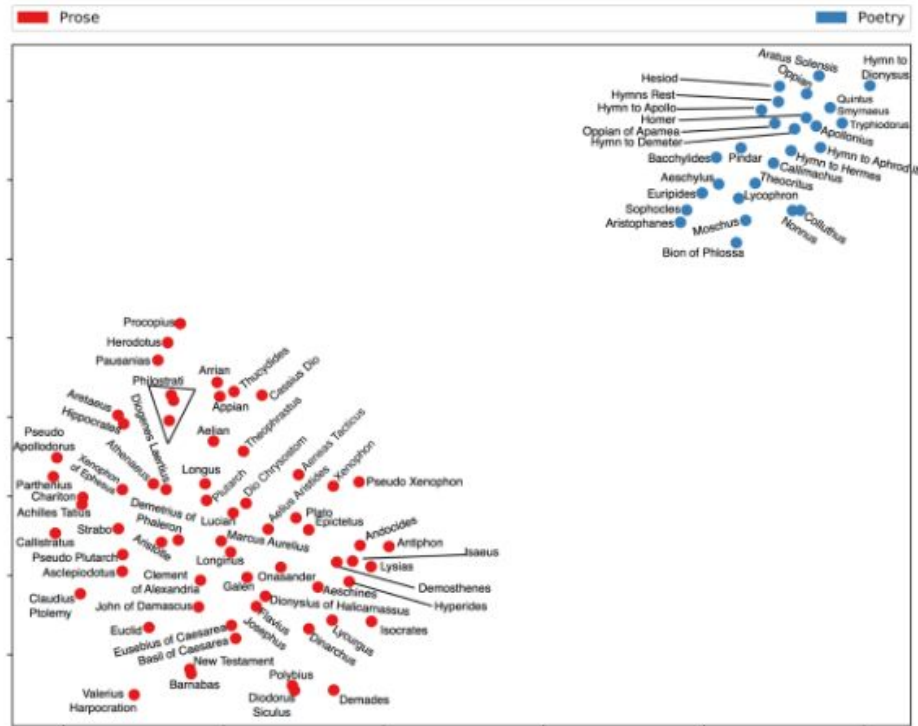 Prose
Poetry
Aratus Solensis
Hymn to
Dionysus
Hesiod
Oppian
Hymns Rest
Quintus
Smyrnaeus
Hymn to Apollo
Homer
Tryphiodorus
Oppian of Apamea
Apollonius
Hymn to Demeter
Hymn to Aphrodite
Bacchylides
Pindar
Hymn to Hermes
Callimachus
Aeschylus
Theocritus
Euripides
Lycophron
Sophocles
Aristophanes
Moschus
Nonnus
Colluthus
Bion of Phlossa
Procopius
Herodotus
Pausanias
Arrian
Thucydides
Cassius Dio
Philostrati
Appian
Aretaeus
Hippocrates
Diogenes Laertius
Aelian
Theophrastus
Pseudo
Apollodorus
Athenaeus
Longus
Dio Chrysostom
Aeneas Tacticus
Xenophon
Pseudo Xenophon
Parthenius
Xenophon
of Ephesus
Plutarch
Aelius Aristides
Chariton
Achilles Tatius
Demetrius of
Phaleron
Lucian
Plato
Epictetus
Callistratus
Strabo
Aristotle
Marcus Aurelius
Andocides
Antiphon
Isaeus
Pseudo Plutarch
Longinus
Lysias
Asclepiodotus
Clement
of Alexandria
Galen
Onasander
Aeschines
Demosthenes
Claudius
Ptolemy
John of Damascus
Dionysius of Halicarnassus
Hyperides
Flavius
Josephus
Euclid
Eusebius of Caesarea
Basil of Caesarea
Dinarchus
Lycurgus
Isocrates
New Testament
Barnabas
Polybius
Diodorus
Siculus
Demades
Valerius
Harpocration